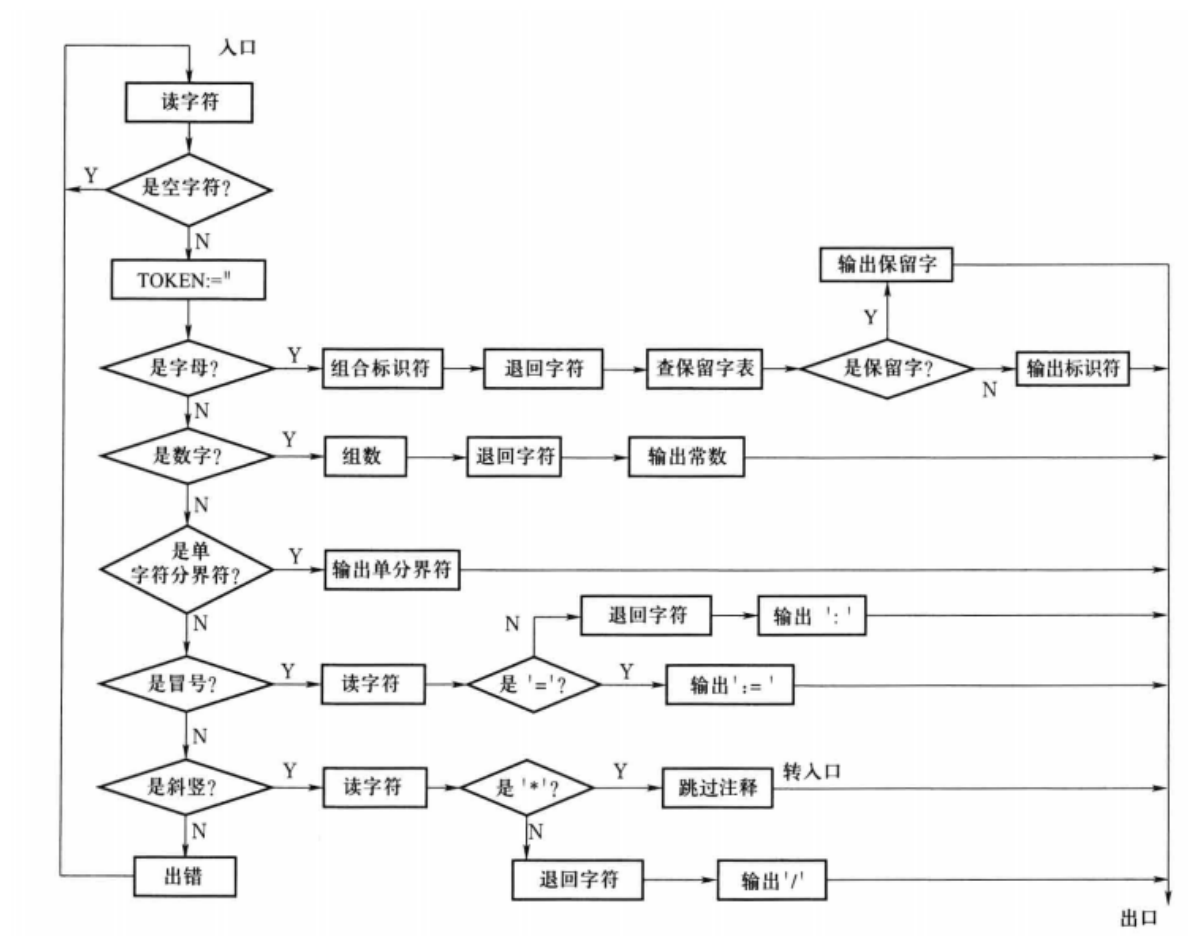 入口
读字符
Y
是空字符?
N
TOKEN:=''
输出保留字
Y
是字母?
Y
组合标识符
退回字符
查保留字表
是保留字?
N
输出标识符
N
是数字?
Y
组数
退回字符
输出常数
N
是单
字符分界符?
Y
输出单分界符
N
N
退回字符
输出 ':'
是冒号?
Y
读字符
是 '='?
Y
输出':='
N
是斜竖?
Y
读字符
是 '*'?
Y
跳过注释
转入口
N
N
出错
退回字符
输出'/'
出口